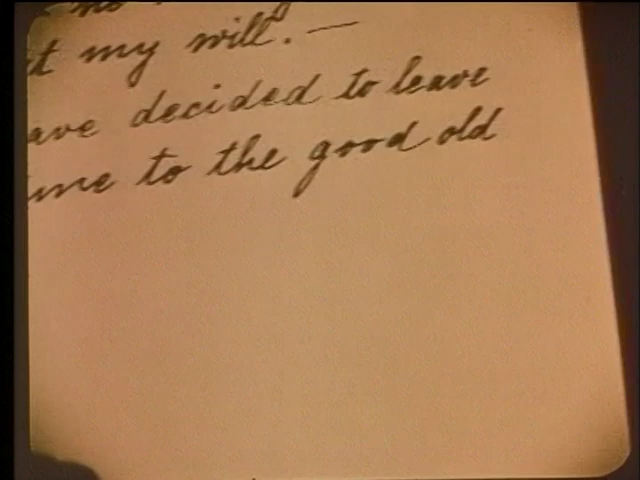 my will. —
decided to leave
to the good old